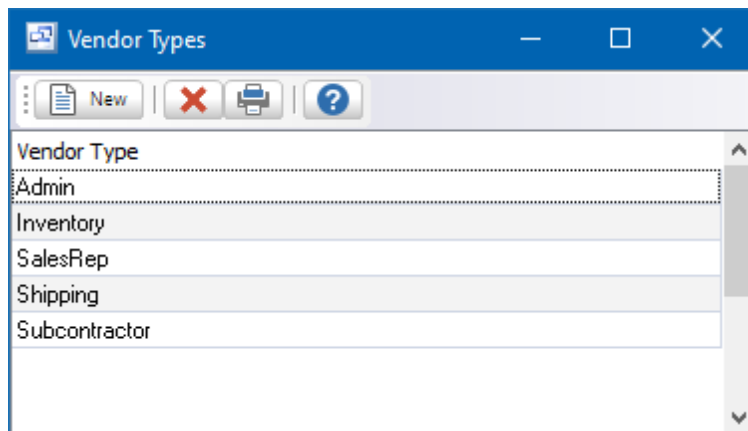 Vendor Types
New
?
Vendor Type
Admin
Inventory
SalesRep
Shipping
Subcontractor